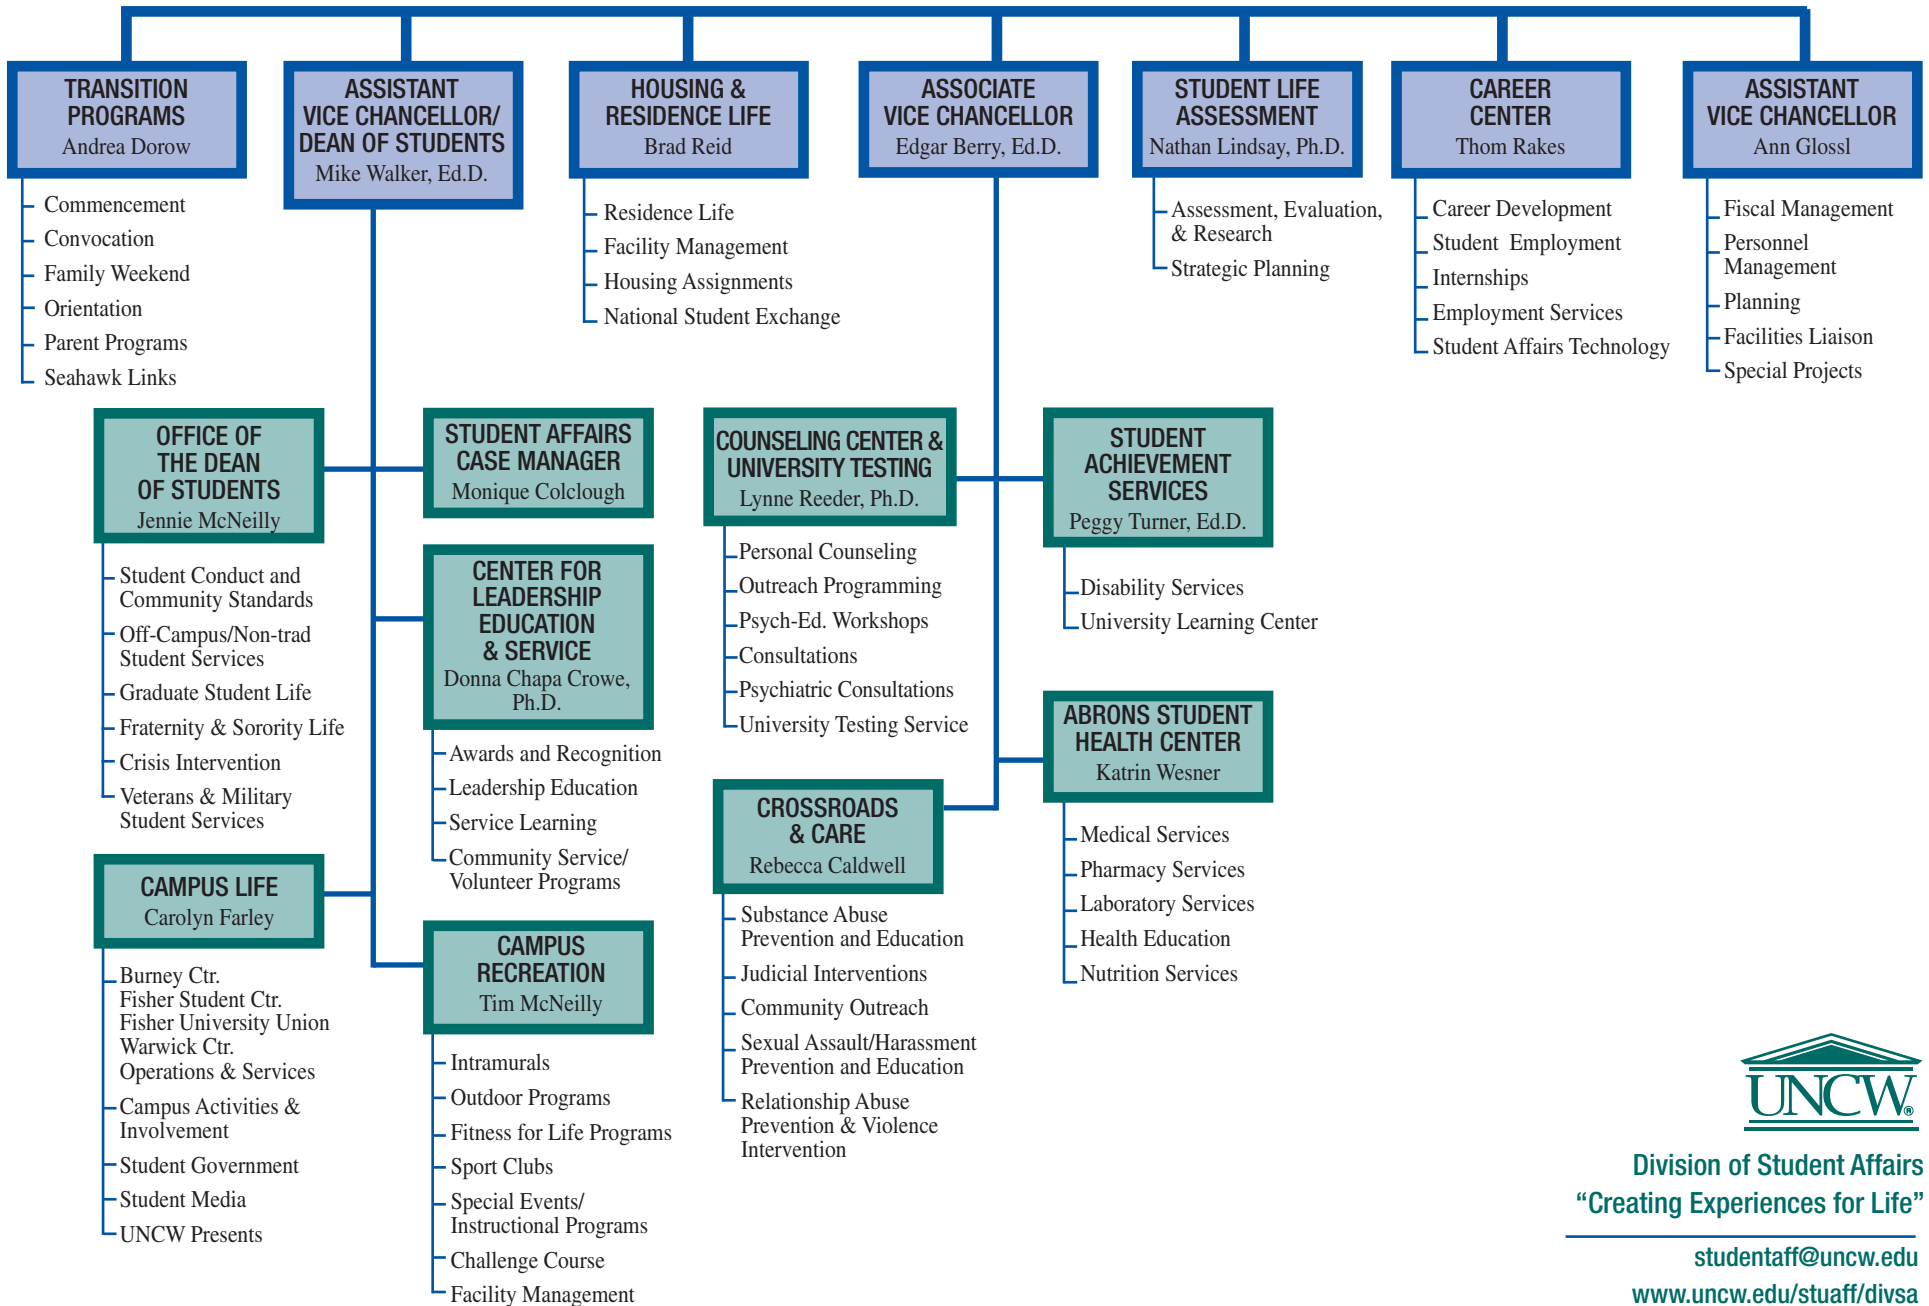 TRANSITION
PROGRAMS
Andrea Dorow
Commencement
Convocation
Family Weekend
Orientation
Parent Programs
Seahawk Links
ASSISTANT
VICE CHANCELLOR/
DEAN OF STUDENTS
Mike Walker, Ed.D.
HOUSING &
RESIDENCE LIFE
Brad Reid
Residence Life
Facility Management
Housing Assignments
National Student Exchange
ASSOCIATE
VICE CHANCELLOR
Edgar Berry, Ed.D.
STUDENT LIFE
ASSESSMENT
Nathan Lindsay, Ph.D.
Assessment, Evaluation,
& Research
Strategic Planning
CAREER
CENTER
Thom Rakes
Career Development
Student Employment
Internships
Employment Services
Student Affairs Technology
ASSISTANT
VICE CHANCELLOR
Ann Glossl
Fiscal Management
Personnel
Management
Planning
Facilities Liaison
Special Projects
OFFICE OF
THE DEAN
OF STUDENTS
Jennie McNeilly
Student Conduct and
Community Standards
Off-Campus/Non-trad
Student Services
Graduate Student Life
Fraternity & Sorority Life
Crisis Intervention
Veterans & Military
Student Services
CAMPUS LIFE
Carolyn Farley
Burney Ctr.
Fisher Student Ctr.
Fisher University Union
Warwick Ctr.
Operations & Services
Campus Activities &
Involvement
Student Government
Student Media
UNCW Presents
STUDENT AFFAIRS
CASE MANAGER
Monique Colclough
CENTER FOR
LEADERSHIP
EDUCATION
& SERVICE
Donna Chapa Crowe,
Ph.D.
Awards and Recognition
Leadership Education
Service Learning
Community Service/
Volunteer Programs
CAMPUS
RECREATION
Tim McNeilly
Intramurals
Outdoor Programs
Fitness for Life Programs
Sport Clubs
Special Events/
Instructional Programs
Challenge Course
Facility Management
COUNSELING CENTER &
UNIVERSITY TESTING
Lynne Reeder, Ph.D.
Personal Counseling
Outreach Programming
Psych-Ed. Workshops
Consultations
Psychiatric Consultations
University Testing Service
CROSSROADS
& CARE
Rebecca Caldwell
Substance Abuse
Prevention and Education
Judicial Interventions
Community Outreach
Sexual Assault/Harassment
Prevention and Education
Relationship Abuse
Prevention & Violence
Intervention
STUDENT
ACHIEVEMENT
SERVICES
Peggy Turner, Ed.D.
Disability Services
University Learning Center
ABRONS STUDENT
HEALTH CENTER
Katrin Wesner
Medical Services
Pharmacy Services
Laboratory Services
Health Education
Nutrition Services
UNCW®
Division of Student Affairs
“Creating Experiences for Life”
studentaff@uncw.edu
www.uncw.edu/stuaff/divsa